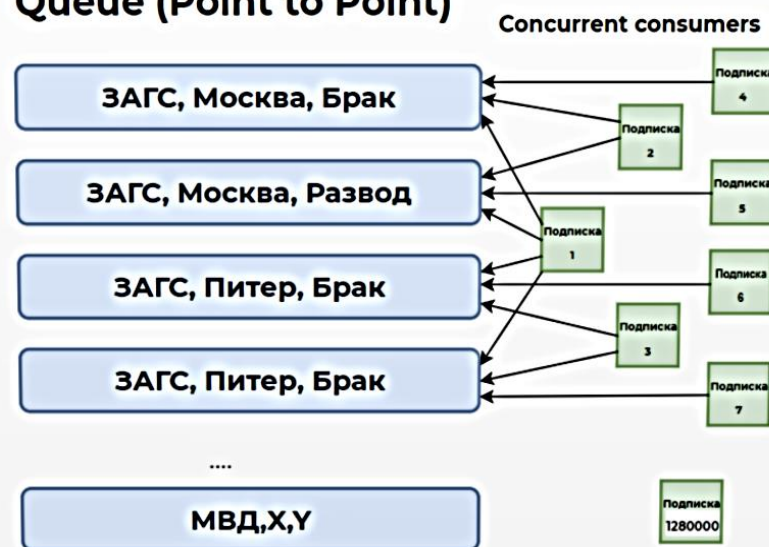 Queue (Point to Point)
Concurrent consumers
ЗАГС, Москва, Брак
Подписка
4
Подписка
2
ЗАГС, Москва, Развод
Подписка
5
Подписка
1
ЗАГС, Питер, Брак
Подписка
6
Подписка
3
ЗАГС, Питер, Брак
Подписка
7
....
МВД,X,Y
Подписка
1280000